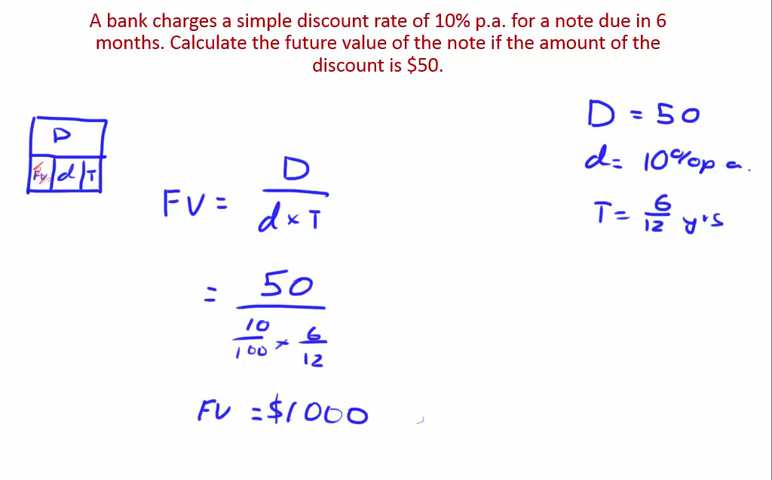 A bank charges a simple discount rate of 10% p.a. for a note due in 6
months. Calculate the future value of the note if the amount of the
discount is $50.
D
Fv d T
D = 50
d = 10% p a.
T = 6/12 yrs
FV = D / d × T
= 50 / 10/100 × 6/12
FV = $1000